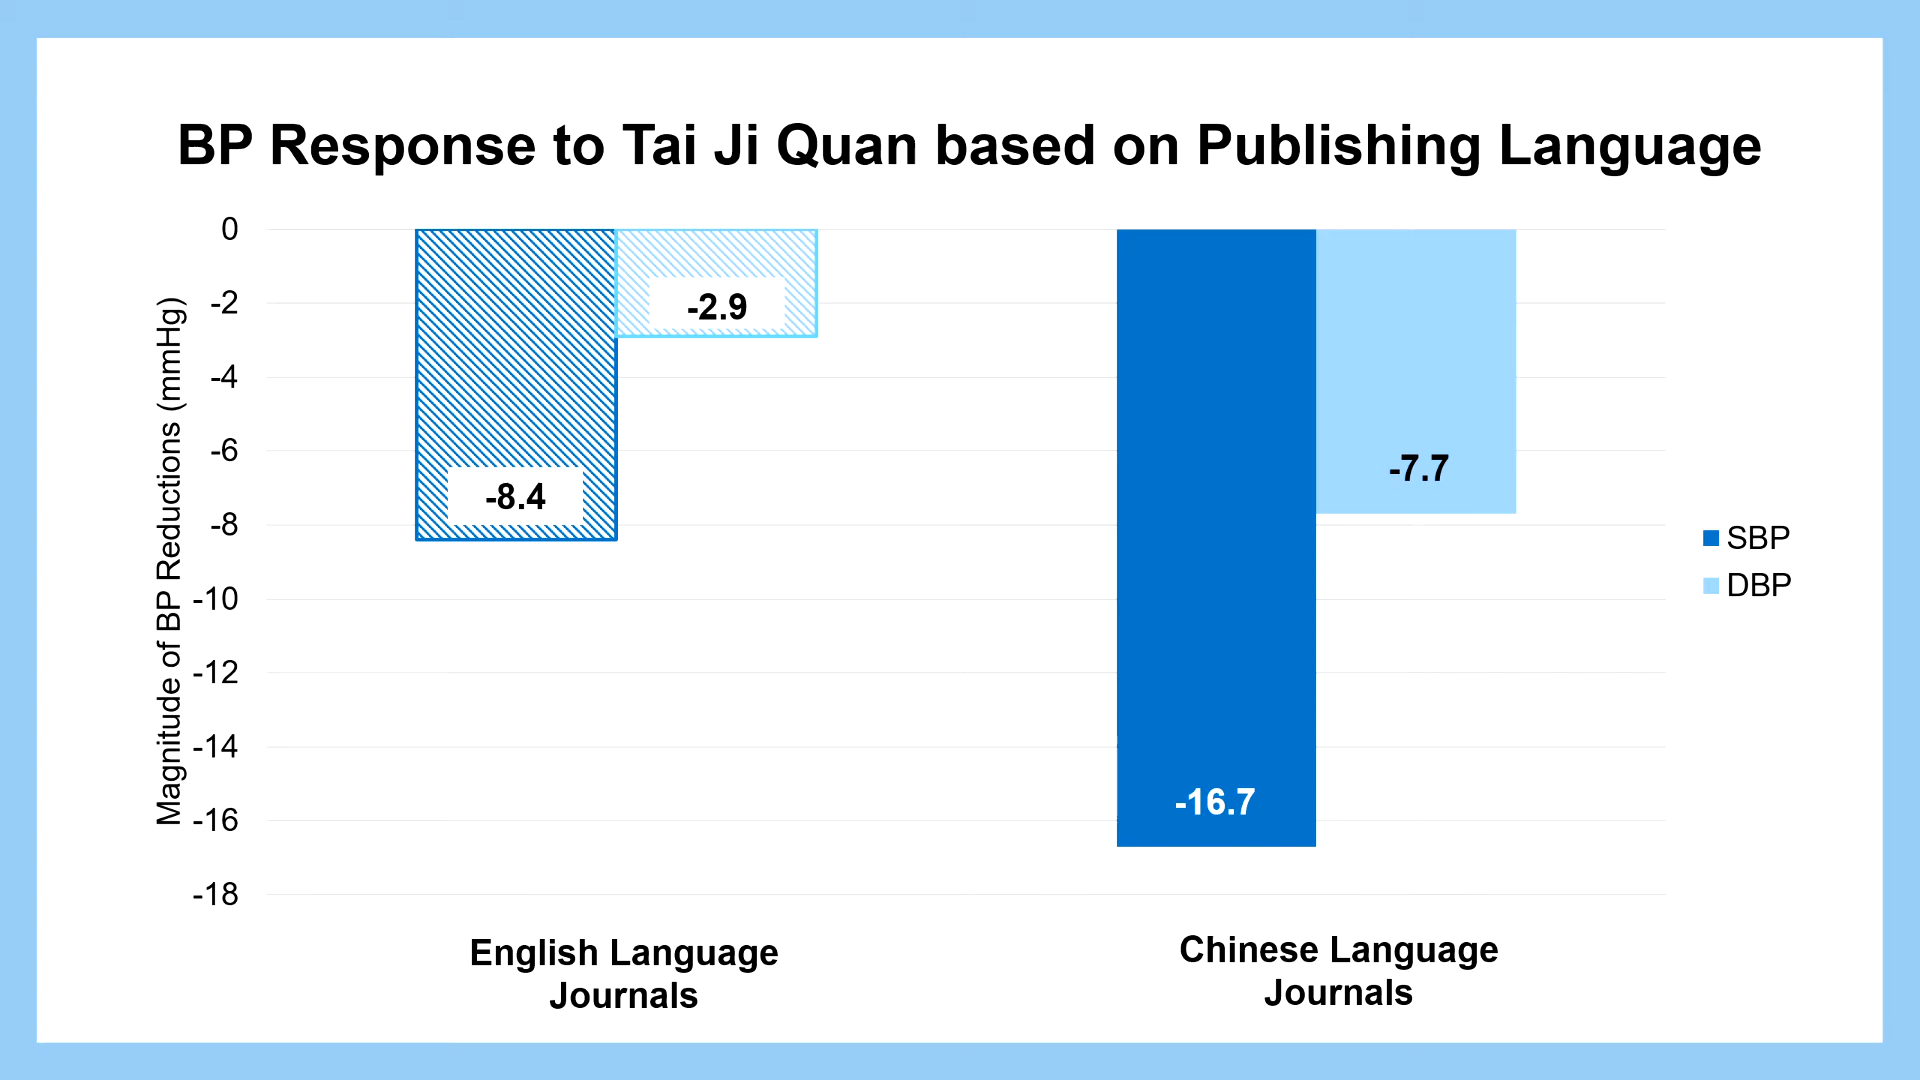 BP Response to Tai Ji Quan based on Publishing Language
Magnitude of BP Reductions (mmHg)
0
-2
-4
-6
-8
-10
-12
-14
-16
-18
-8.4
-2.9
-16.7
-7.7
SBP
DBP
English Language
Journals
Chinese Language
Journals